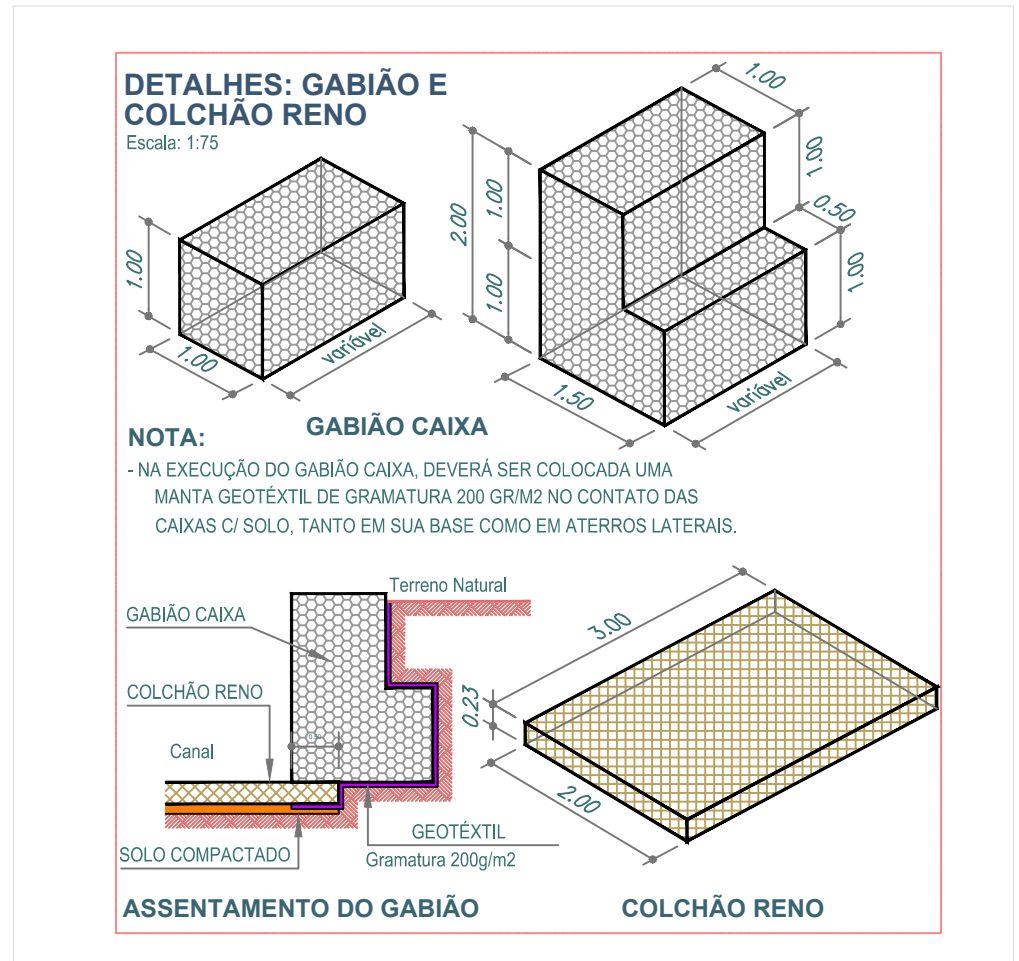 DETALHES: GABIÃO E
COLCHÃO RENO
Escala: 1:75
1.00
1.00
variável
2.00
1.00
1.00
1.00
1.00
0.50
1.00
1.50
variável
GABIÃO CAIXA
NOTA:
- NA EXECUÇÃO DO GABIÃO CAIXA, DEVERÁ SER COLOCADA UMA
MANTA GEOTÉXTIL DE GRAMATURA 200 GR/M2 NO CONTATO DAS
CAIXAS C/ SOLO, TANTO EM SUA BASE COMO EM ATERROS LATERAIS.
Terreno Natural
GABIÃO CAIXA
COLCHÃO RENO
0.50
Canal
SOLO COMPACTADO
GEOTÉXTIL
Gramatura 200g/m2
ASSENTAMENTO DO GABIÃO
3.00
0.23
2.00
COLCHÃO RENO